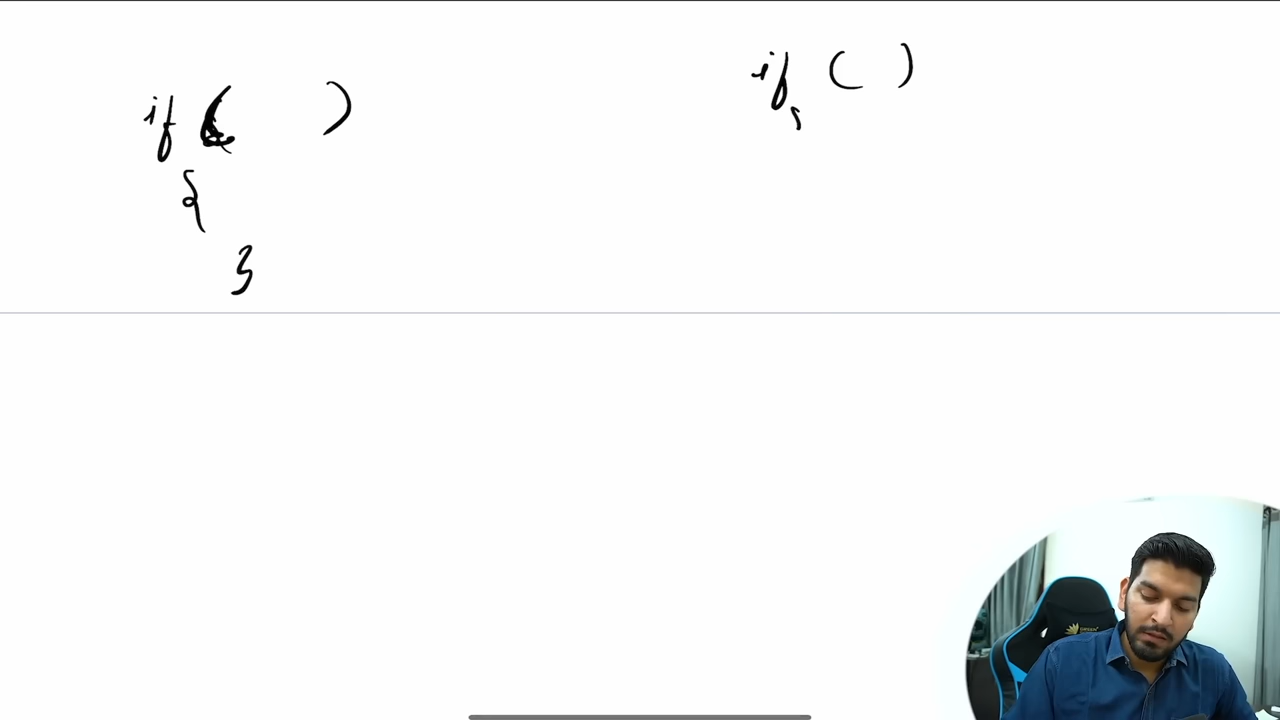 if ( )
{
}
if ( )